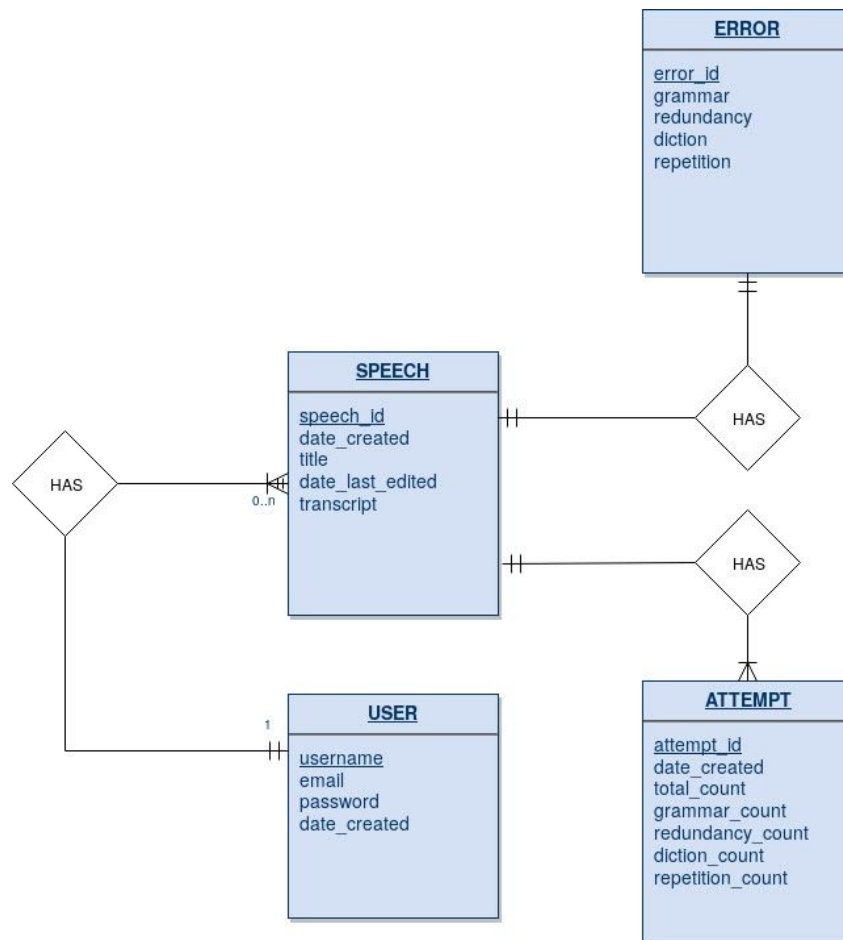 ERROR
error_id
grammar
redundancy
diction
repetition
SPEECH
speech_id
date_created
title
date_last_edited
transcript
HAS
HAS
0..n
HAS
USER
username
email
password
date_created
1
ATTEMPT
attempt_id
date_created
total_count
grammar_count
redundancy_count
diction_count
repetition_count